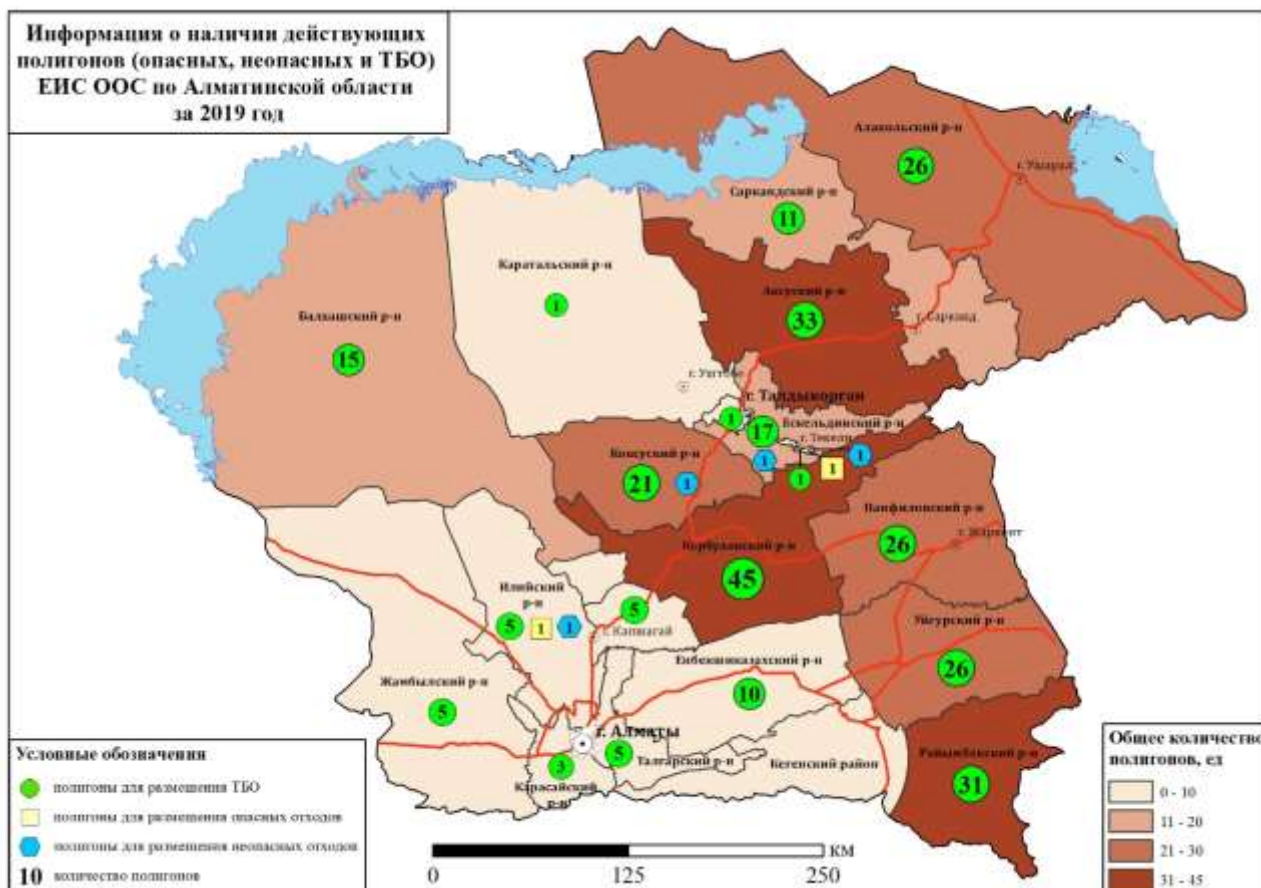 Информация о наличии действующих
полигонов (опасных, неопасных и ТБО)
ЕИС ООС по Алматинской области
за 2019 год
Алакольский р-н
26
г. Ушарал
Саркандский р-н
11
Каратальский р-н
1
Аксуский р-н
33
г. Сарканд
Балхашский р-н
15
г. Уштобе
г. Талдыкорган
1
17
Ескельдинский р-н
г. Текели
1
1
1
1
Коксуский р-н
21
1
Панфиловский р-н
26
г. Жаркент
Кербулакский р-н
45
Илийский
р-н
5
1
1
5
г. Капшагай
Уйгурский р-н
26
Енбекшиказахский р-н
10
Жамбылский р-н
5
г. Алматы
5
Талгарский р-н
3
Карасайский
р-н
Кегенский район
Райымбекский р-н
31
Условные обозначения
полигоны для размещения ТБО
полигоны для размещения опасных отходов
полигоны для размещения неопасных отходов
10 количество полигонов
0 125 250 КМ
Общее количество
полигонов, ед
0 - 10
11 - 20
21 - 30
31 - 45